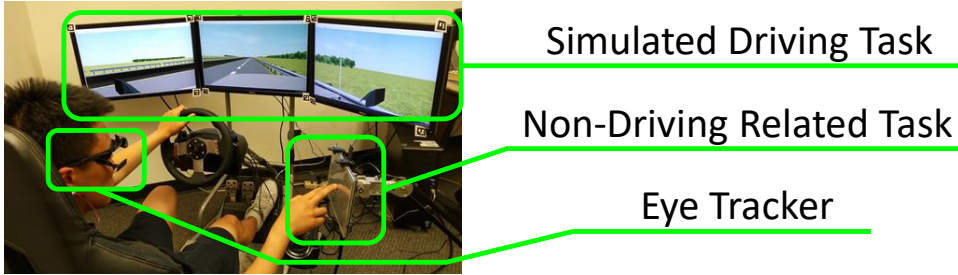 Simulated Driving Task
Non-Driving Related Task
Eye Tracker